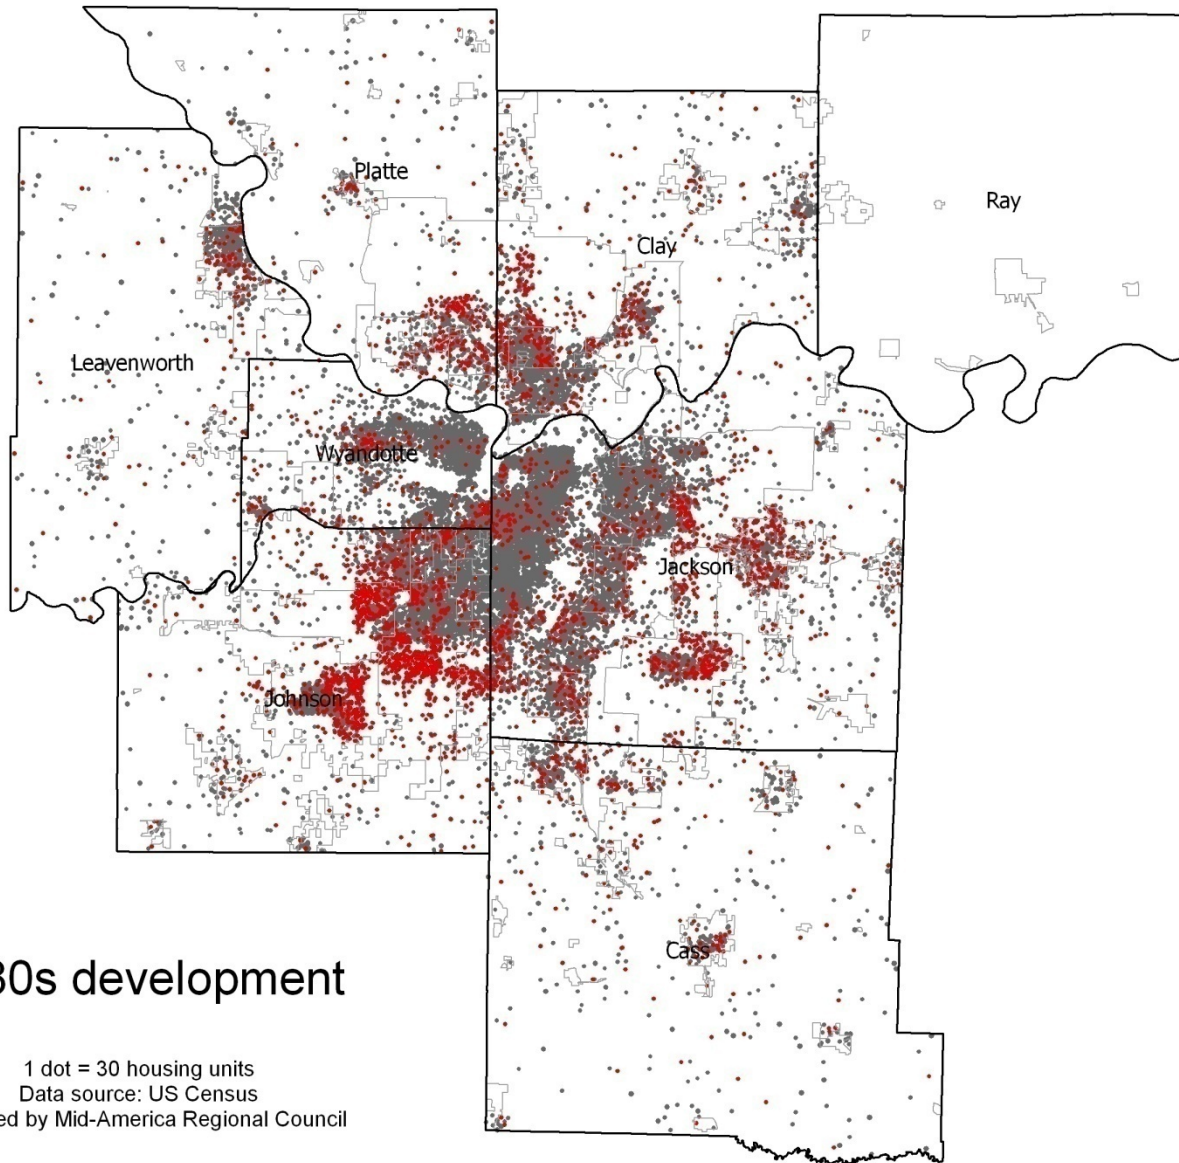 Platte
Ray
Clay
Leavenworth
Wyandotte
Jackson
Johnson
Cass
80s development
1 dot = 30 housing units
Data source: US Census
ed by Mid-America Regional Council